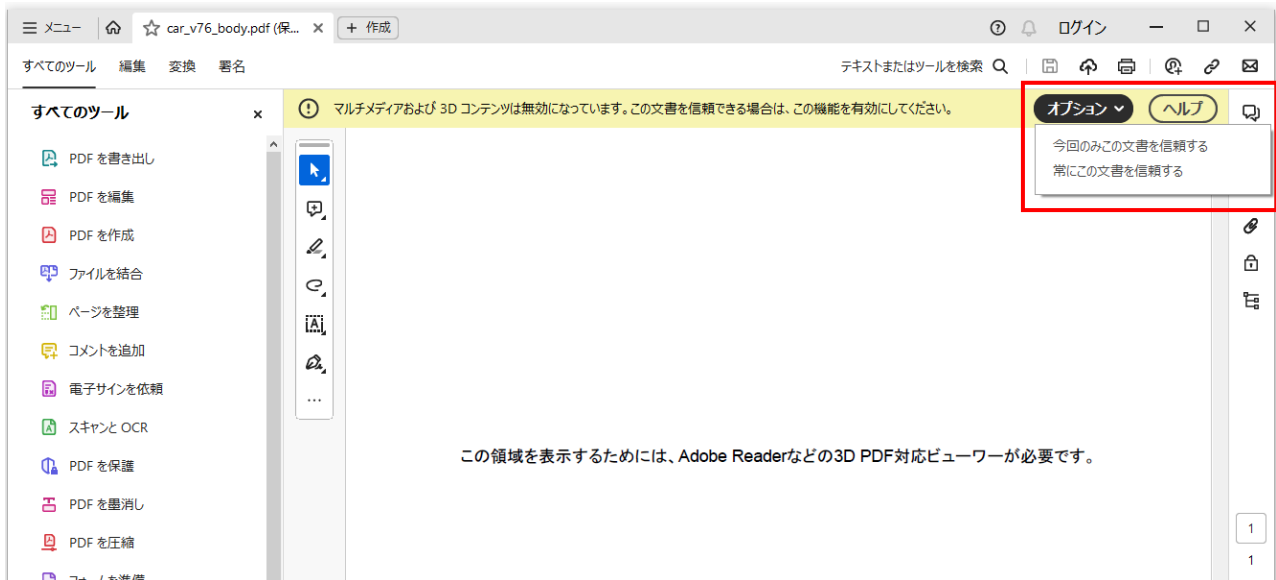 メニュー
car_v76_body.pdf (保...
作成
ログイン
すべてのツール 編集 変換 署名
テキストまたはツールを検索
すべてのツール
マルチメディアおよび 3D コンテンツは無効になっています。この文書を信頼できる場合は、この機能を有効にしてください。
オプション
ヘルプ
今回のみこの文書を信頼する
常にこの文書を信頼する
PDF を書き出し
PDF を編集
PDF を作成
ファイルを結合
ページを整理
コメントを追加
電子サインを依頼
スキャンと OCR
PDF を保護
PDF を墨消し
PDF を圧縮
フォームを準備
この領域を表示するためには、Adobe Readerなどの3D PDF対応ビューワーが必要です。
1
1